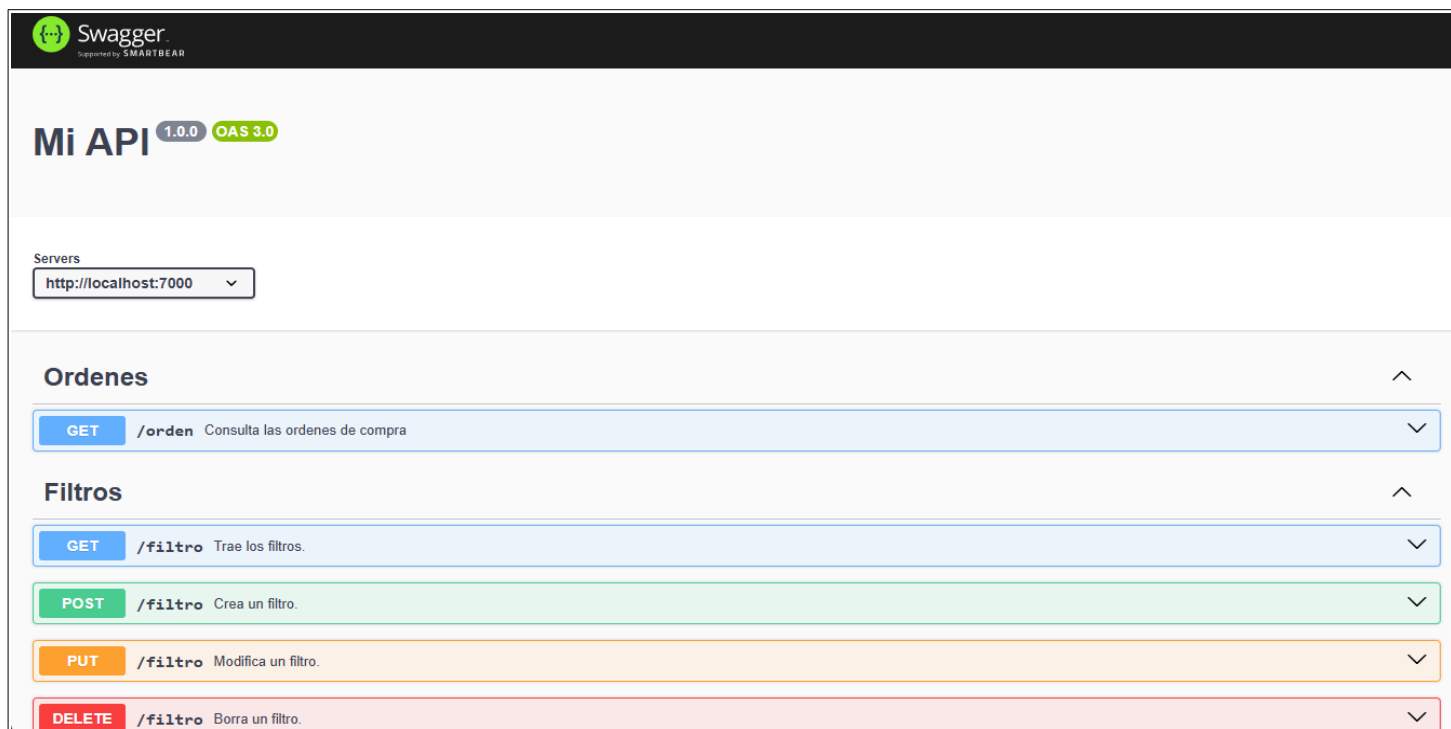 Swagger.
Supported by SMARTBEAR
Mi API 1.0.0 OAS 3.0
Servers
http://localhost:7000
Ordenes
GET /orden Consulta las ordenes de compra
Filtros
GET /filtro Trae los filtros.
POST /filtro Crea un filtro.
PUT /filtro Modifica un filtro.
DELETE /filtro Borra un filtro.